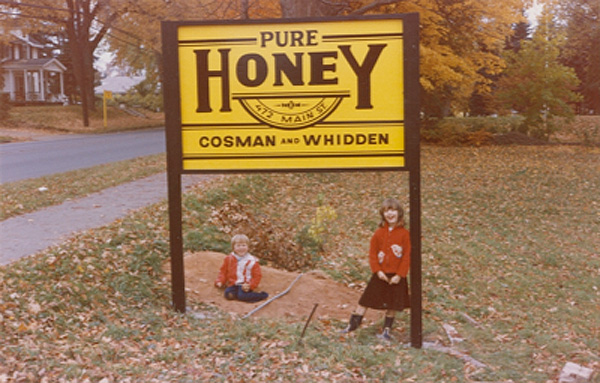 PURE
HONEY
472 MAIN ST
COSMAN AND WHIDDEN